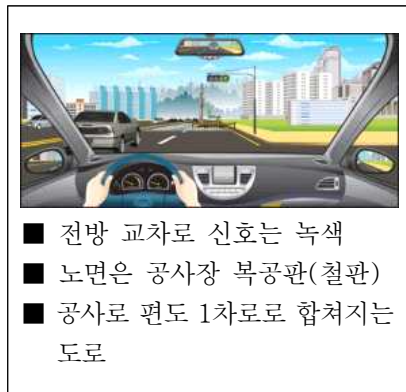 ■ 전방 교차로 신호는 녹색
■ 노면은 공사장 복공판(철판)
■ 공사로 편도 1차로로 합쳐지는
도로